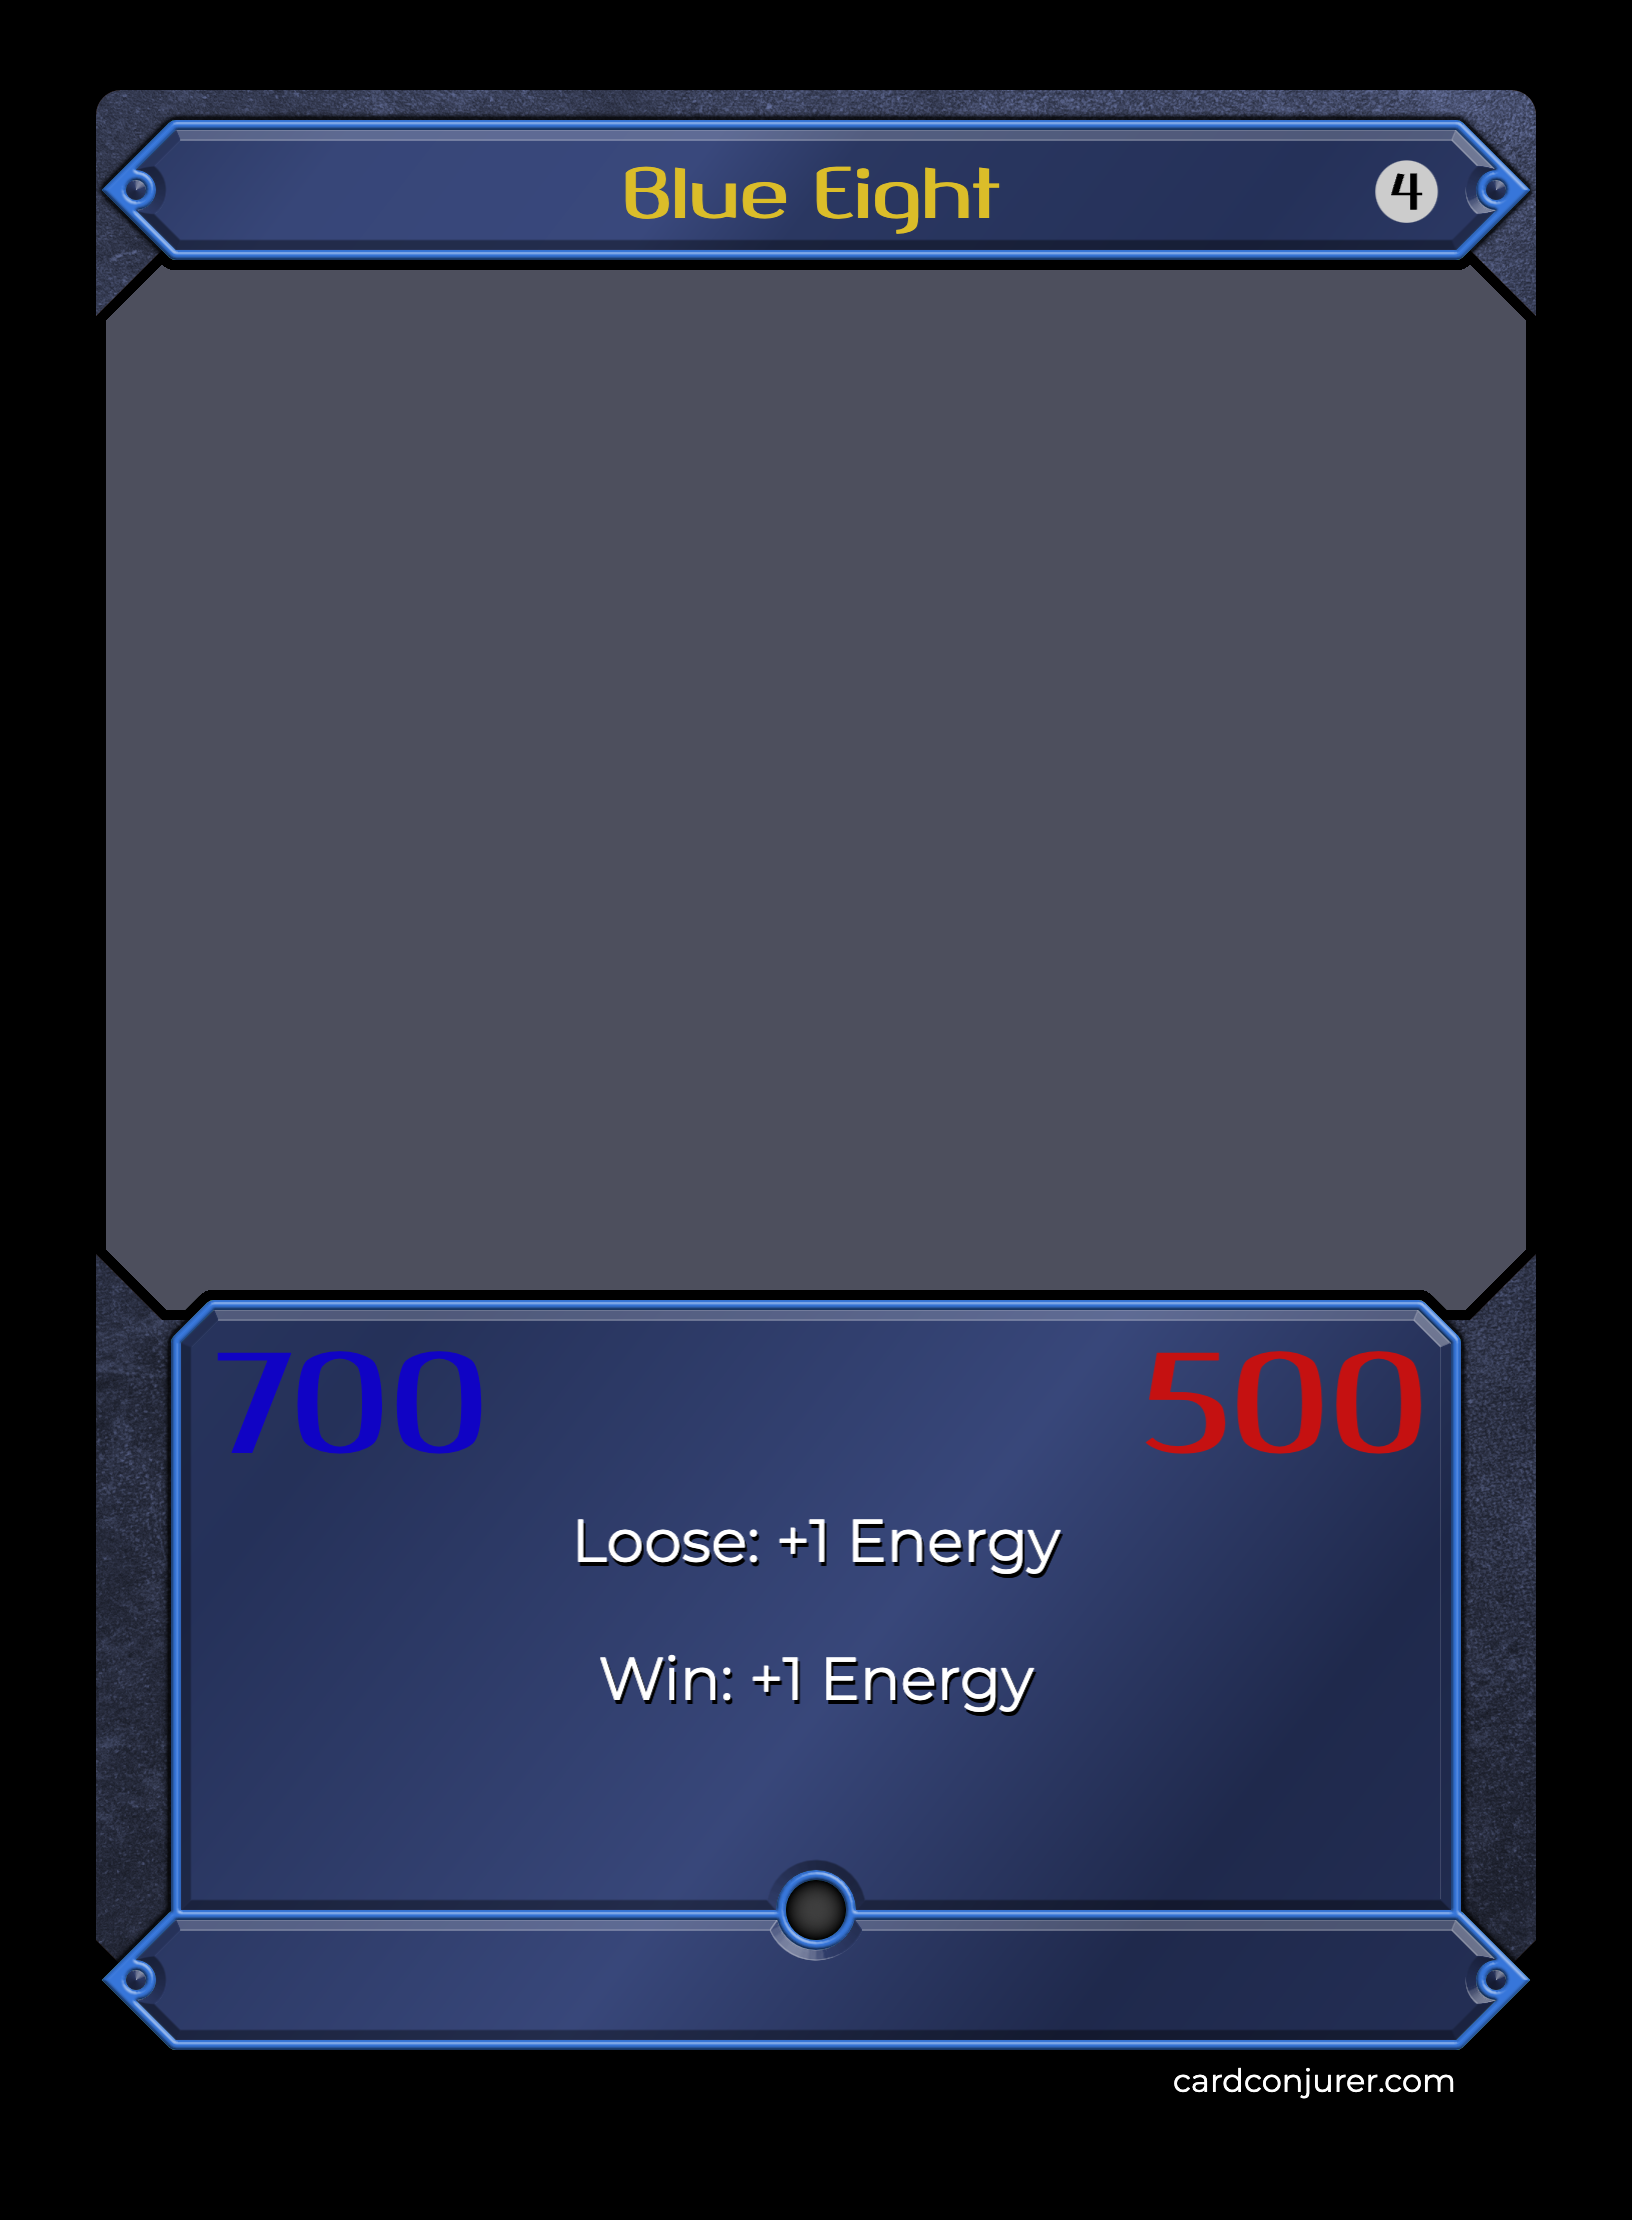 Blue Eight
4
700
500
Loose: +1 Energy
Win: +1 Energy
cardconjurer.com